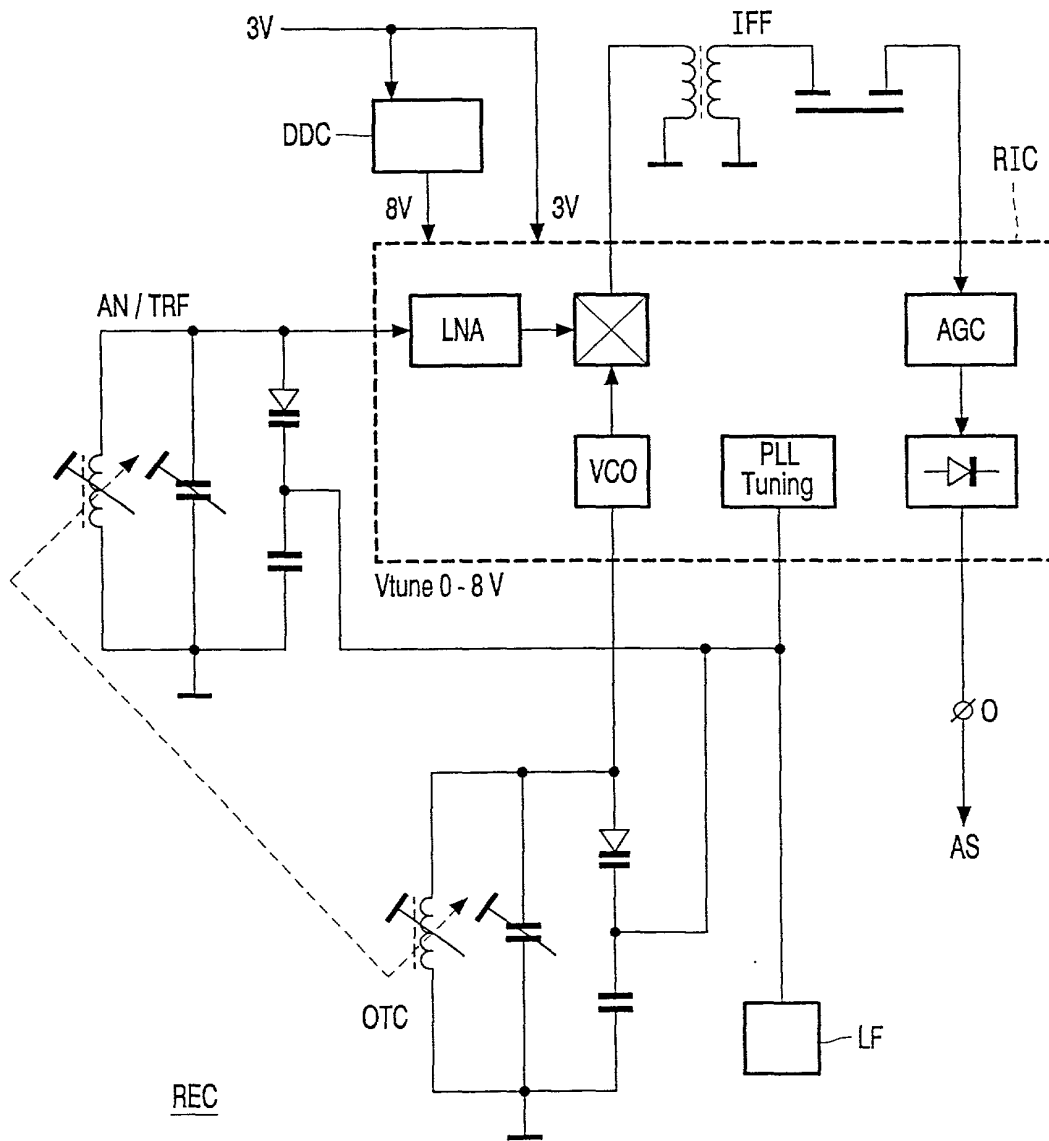 3V
IFF
DDC
RIC
8V
3V
AN / TRF
LNA
AGC
VCO
PLL
Tuning
Vtune 0 - 8 V
O
AS
OTC
LF
REC